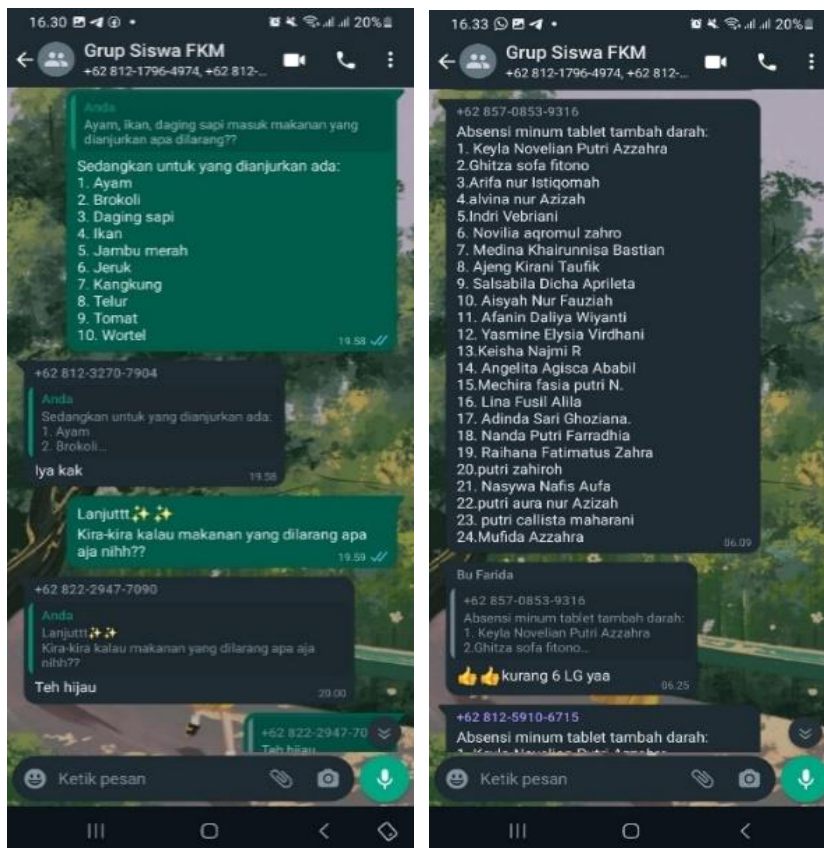 16.30
20%
Grup Siswa FKM
+62 812-1796-4974, +62 812-...
Anda
Ayam, ikan, daging sapi masuk makanan yang
dianjurkan apa dilarang??
Sedangkan untuk yang dianjurkan ada:
1. Ayam
2. Brokoli
3. Daging sapi
4. Ikan
5. Jambu merah
6. Jeruk
7. Kangkung
8. Telur
9. Tomat
10. Wortel
19.58
+62 812-3270-7904
Anda
Sedangkan untuk yang dianjurkan ada:
1. Ayam
2. Brokoli...
Iya kak
19.58
Lanjuttt✨✨
Kira-kira kalau makanan yang dilarang apa
aja nihh??
19.59
+62 822-2947-7090
Anda
Lanjuttt✨✨
Kira-kira kalau makanan yang dilarang apa aja
nihh??
Teh hijau
20.00
+62 822-2947-70
Teh hijau
Ketik pesan
16.33
20%
Grup Siswa FKM
+62 812-1796-4974, +62 812-...
+62 857-0853-9316
Absensi minum tablet tambah darah:
1. Keyla Novelian Putri Azzahra
2.Ghitza sofa fitono
3.Arifa nur Istiqomah
4.alvina nur Azizah
5.Indri Vebriani
6. Novilia aqromul zahro
7. Medina Khairunnisa Bastian
8. Ajeng Kirani Taufik
9. Salsabila Dicha Aprileta
10. Aisyah Nur Fauziah
11. Afanin Daliya Wiyanti
12. Yasmine Elysia Virdhani
13.Keisha Najmi R
14. Angelita Agisca Ababil
15.Mechira fasia putri N.
16. Lina Fusil Alila
17. Adinda Sari Ghoziana.
18. Nanda Putri Farradhia
19. Raihana Fatimatus Zahra
20.putri zahiroh
21. Nasywa Nafis Aufa
22.putri aura nur Azizah
23. putri callista maharani
24.Mufida Azzahra
06.09
Bu Farida
+62 857-0853-9316
Absensi minum tablet tambah darah:
1. Keyla Novelian Putri Azzahra
2.Ghitza sofa fitono...
👍👍kurang 6 LG yaa
06.25
+62 812-5910-6715
Absensi minum tablet tambah darah:
1. Keyla Novelian Putri Azzahra
Ketik pesan